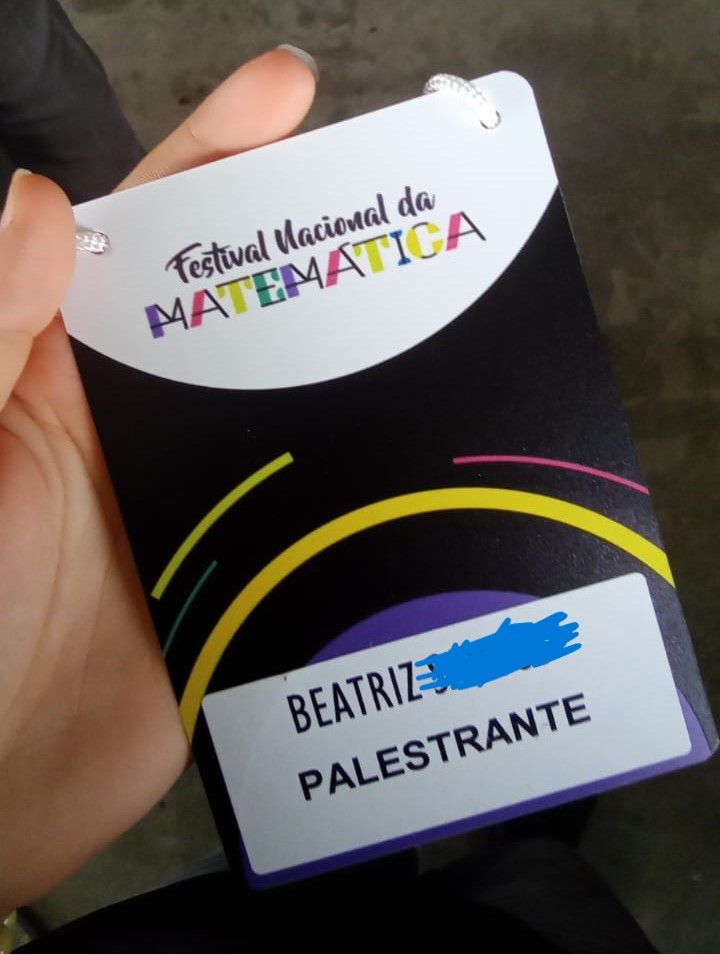 Festival Nacional da
MATEMÁTICA
BEATRIZ
PALESTRANTE